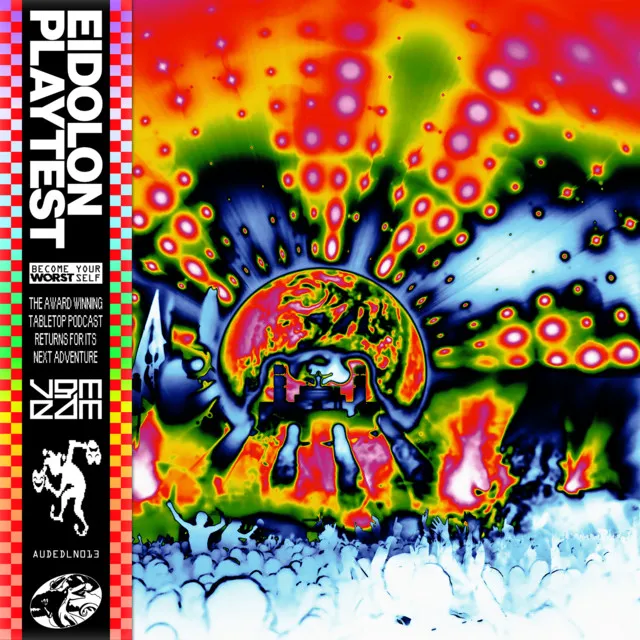 EIDOLON
PLAYTEST
BECOME YOUR
WORST SELF
THE AWARD WINNING
TABLETOP PODCAST
RETURNS FOR ITS
NEXT ADVENTURE
AUDEDLN013